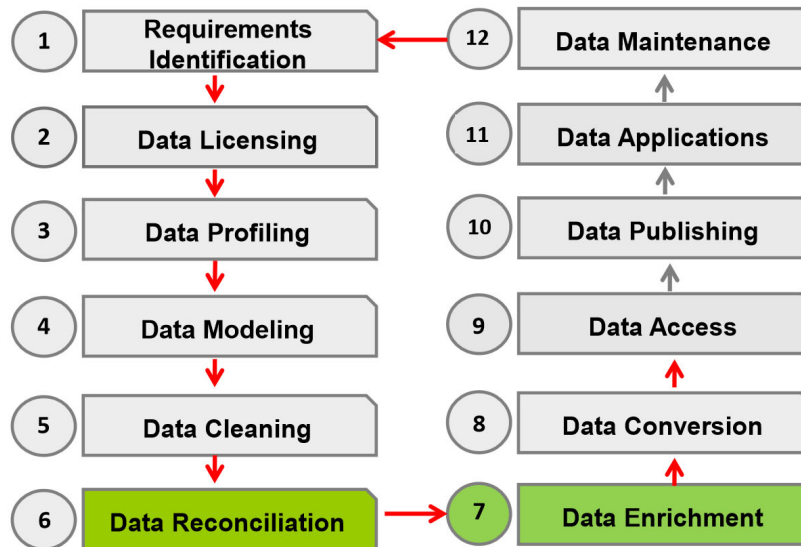 1
Requirements
Identification
2
Data Licensing
3
Data Profiling
4
Data Modeling
5
Data Cleaning
6
Data Reconciliation
7
Data Enrichment
8
Data Conversion
9
Data Access
10
Data Publishing
11
Data Applications
12
Data Maintenance